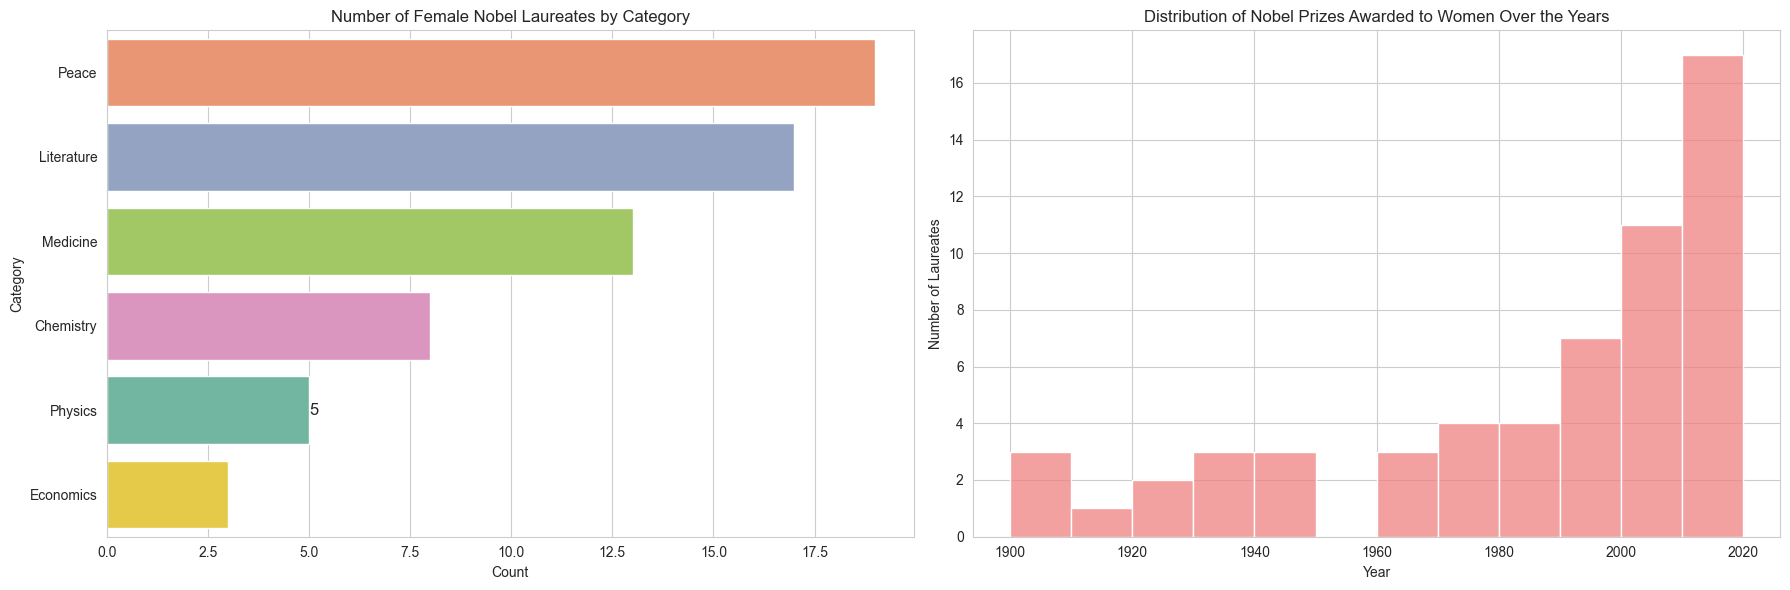 Number of Female Nobel Laureates by Category
Peace
Literature
Medicine
Chemistry
Physics
Economics
Category
5
0.0 2.5 5.0 7.5 10.0 12.5 15.0 17.5
Count
Distribution of Nobel Prizes Awarded to Women Over the Years
16
14
12
10
8
6
4
2
0
Number of Laureates
1900 1920 1940 1960 1980 2000 2020
Year